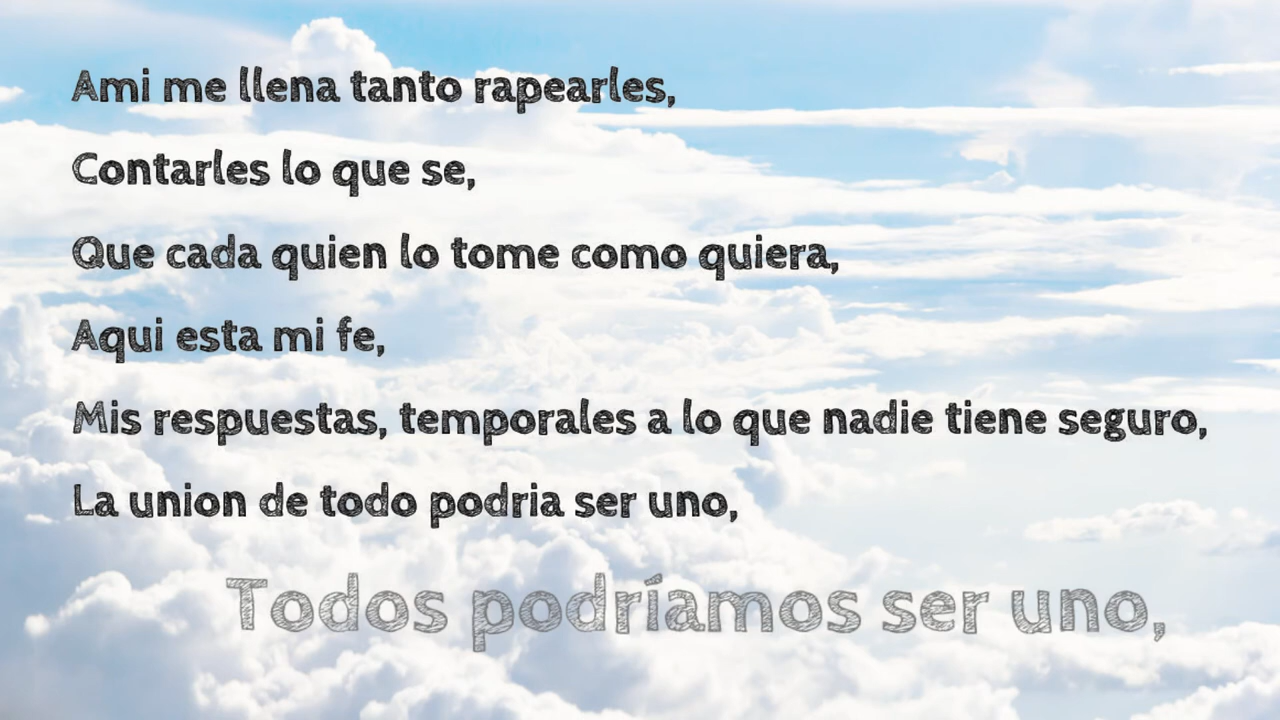 Ami me llena tanto rapearles,
Contarles lo que se,
Que cada quien lo tome como quiera,
Aqui esta mi fe,
Mis respuestas, temporales a lo que nadie tiene seguro,
La union de todo podria ser uno,
Todos podríamos ser uno,